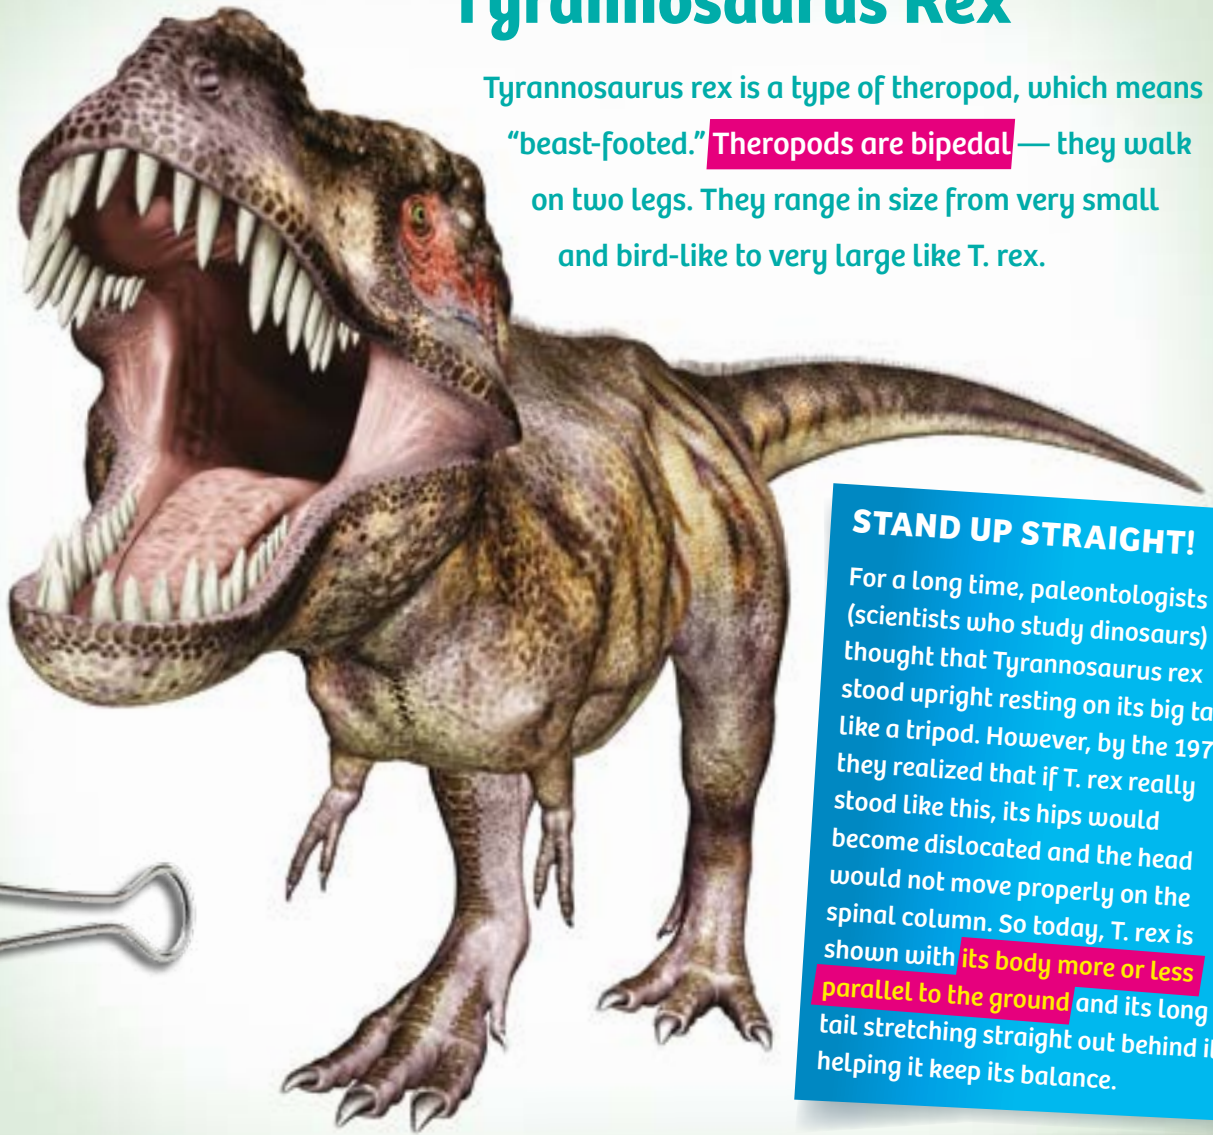 Tyrannosaurus Rex
Tyrannosaurus rex is a type of theropod, which means
“beast-footed.” Theropods are bipetal — they walk
on two legs. They range in size from very small
and bird-like to very large like T. rex.
STAND UP STRAIGHT!
For a long time, paleontologists
(scientists who study dinosaurs)
thought that Tyrannosaurus rex
stood upright resting on its big
like a tripod. However, by the
they realized that if T. rex really
stood like this, its hips would
become dislocated and the head
would not move properly on the
spinal column. So today, T. rex is
shown with its body more or less
parallel to the ground and its long
tail stretching straight out behind
helping it keep its balance.